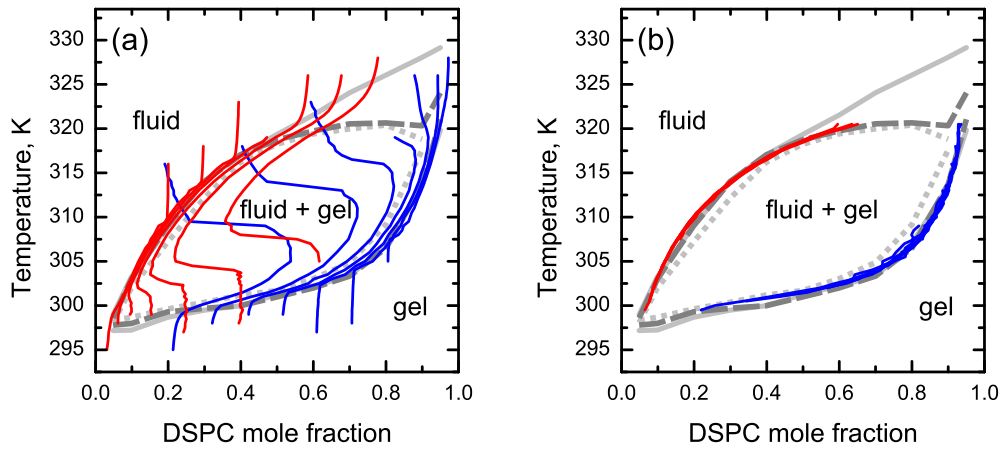 (a)
330
325
320
315
310
305
300
295
fluid
fluid + gel
gel
0.0 0.2 0.4 0.6 0.8 1.0
Temperature, K
DSPC mole fraction
(b)
330
325
320
315
310
305
300
295
fluid
fluid + gel
gel
0.0 0.2 0.4 0.6 0.8 1.0
Temperature, K
DSPC mole fraction